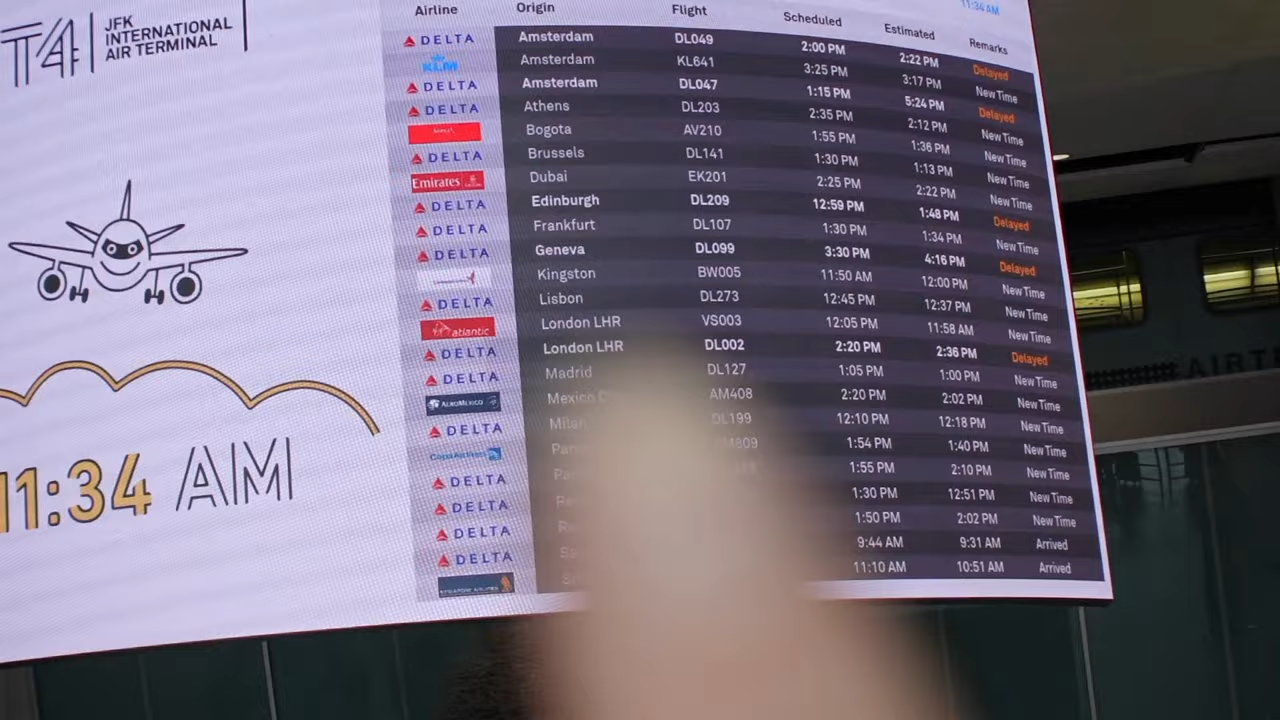 T4 JFK
INTERNATIONAL
AIR TERMINAL
11:34 AM
11:34 AM
Airline Origin Flight Scheduled Estimated Remarks
DELTA Amsterdam DL049 2:00 PM 2:22 PM Delayed
KLM Amsterdam KL641 3:25 PM 3:17 PM New Time
DELTA Amsterdam DL047 1:15 PM 5:24 PM Delayed
DELTA Athens DL203 2:35 PM 2:12 PM New Time
Bogota AV210 1:55 PM 1:36 PM New Time
DELTA Brussels DL141 1:30 PM 1:13 PM New Time
Emirates Dubai EK201 2:25 PM 2:22 PM New Time
DELTA Edinburgh DL209 12:59 PM 1:48 PM Delayed
DELTA Frankfurt DL107 1:30 PM 1:34 PM New Time
DELTA Geneva DL099 3:30 PM 4:16 PM Delayed
Kingston BW005 11:50 AM 12:00 PM New Time
DELTA Lisbon DL273 12:45 PM 12:37 PM New Time
atlantic London LHR VS003 12:05 PM 11:58 AM New Time
DELTA London LHR DL002 2:20 PM 2:36 PM Delayed
DELTA Madrid DL127 1:05 PM 1:00 PM New Time
AEROMEXICO Mexico AM408 2:20 PM 2:02 PM New Time
DELTA Milan DL199 12:10 PM 12:18 PM New Time
CopaAirlines 1:54 PM 1:40 PM New Time
DELTA 1:55 PM 2:10 PM New Time
DELTA 1:30 PM 12:51 PM New Time
DELTA 1:50 PM 2:02 PM New Time
DELTA 9:44 AM 9:31 AM Arrived
SINGAPORE AIRLINES 11:10 AM 10:51 AM Arrived